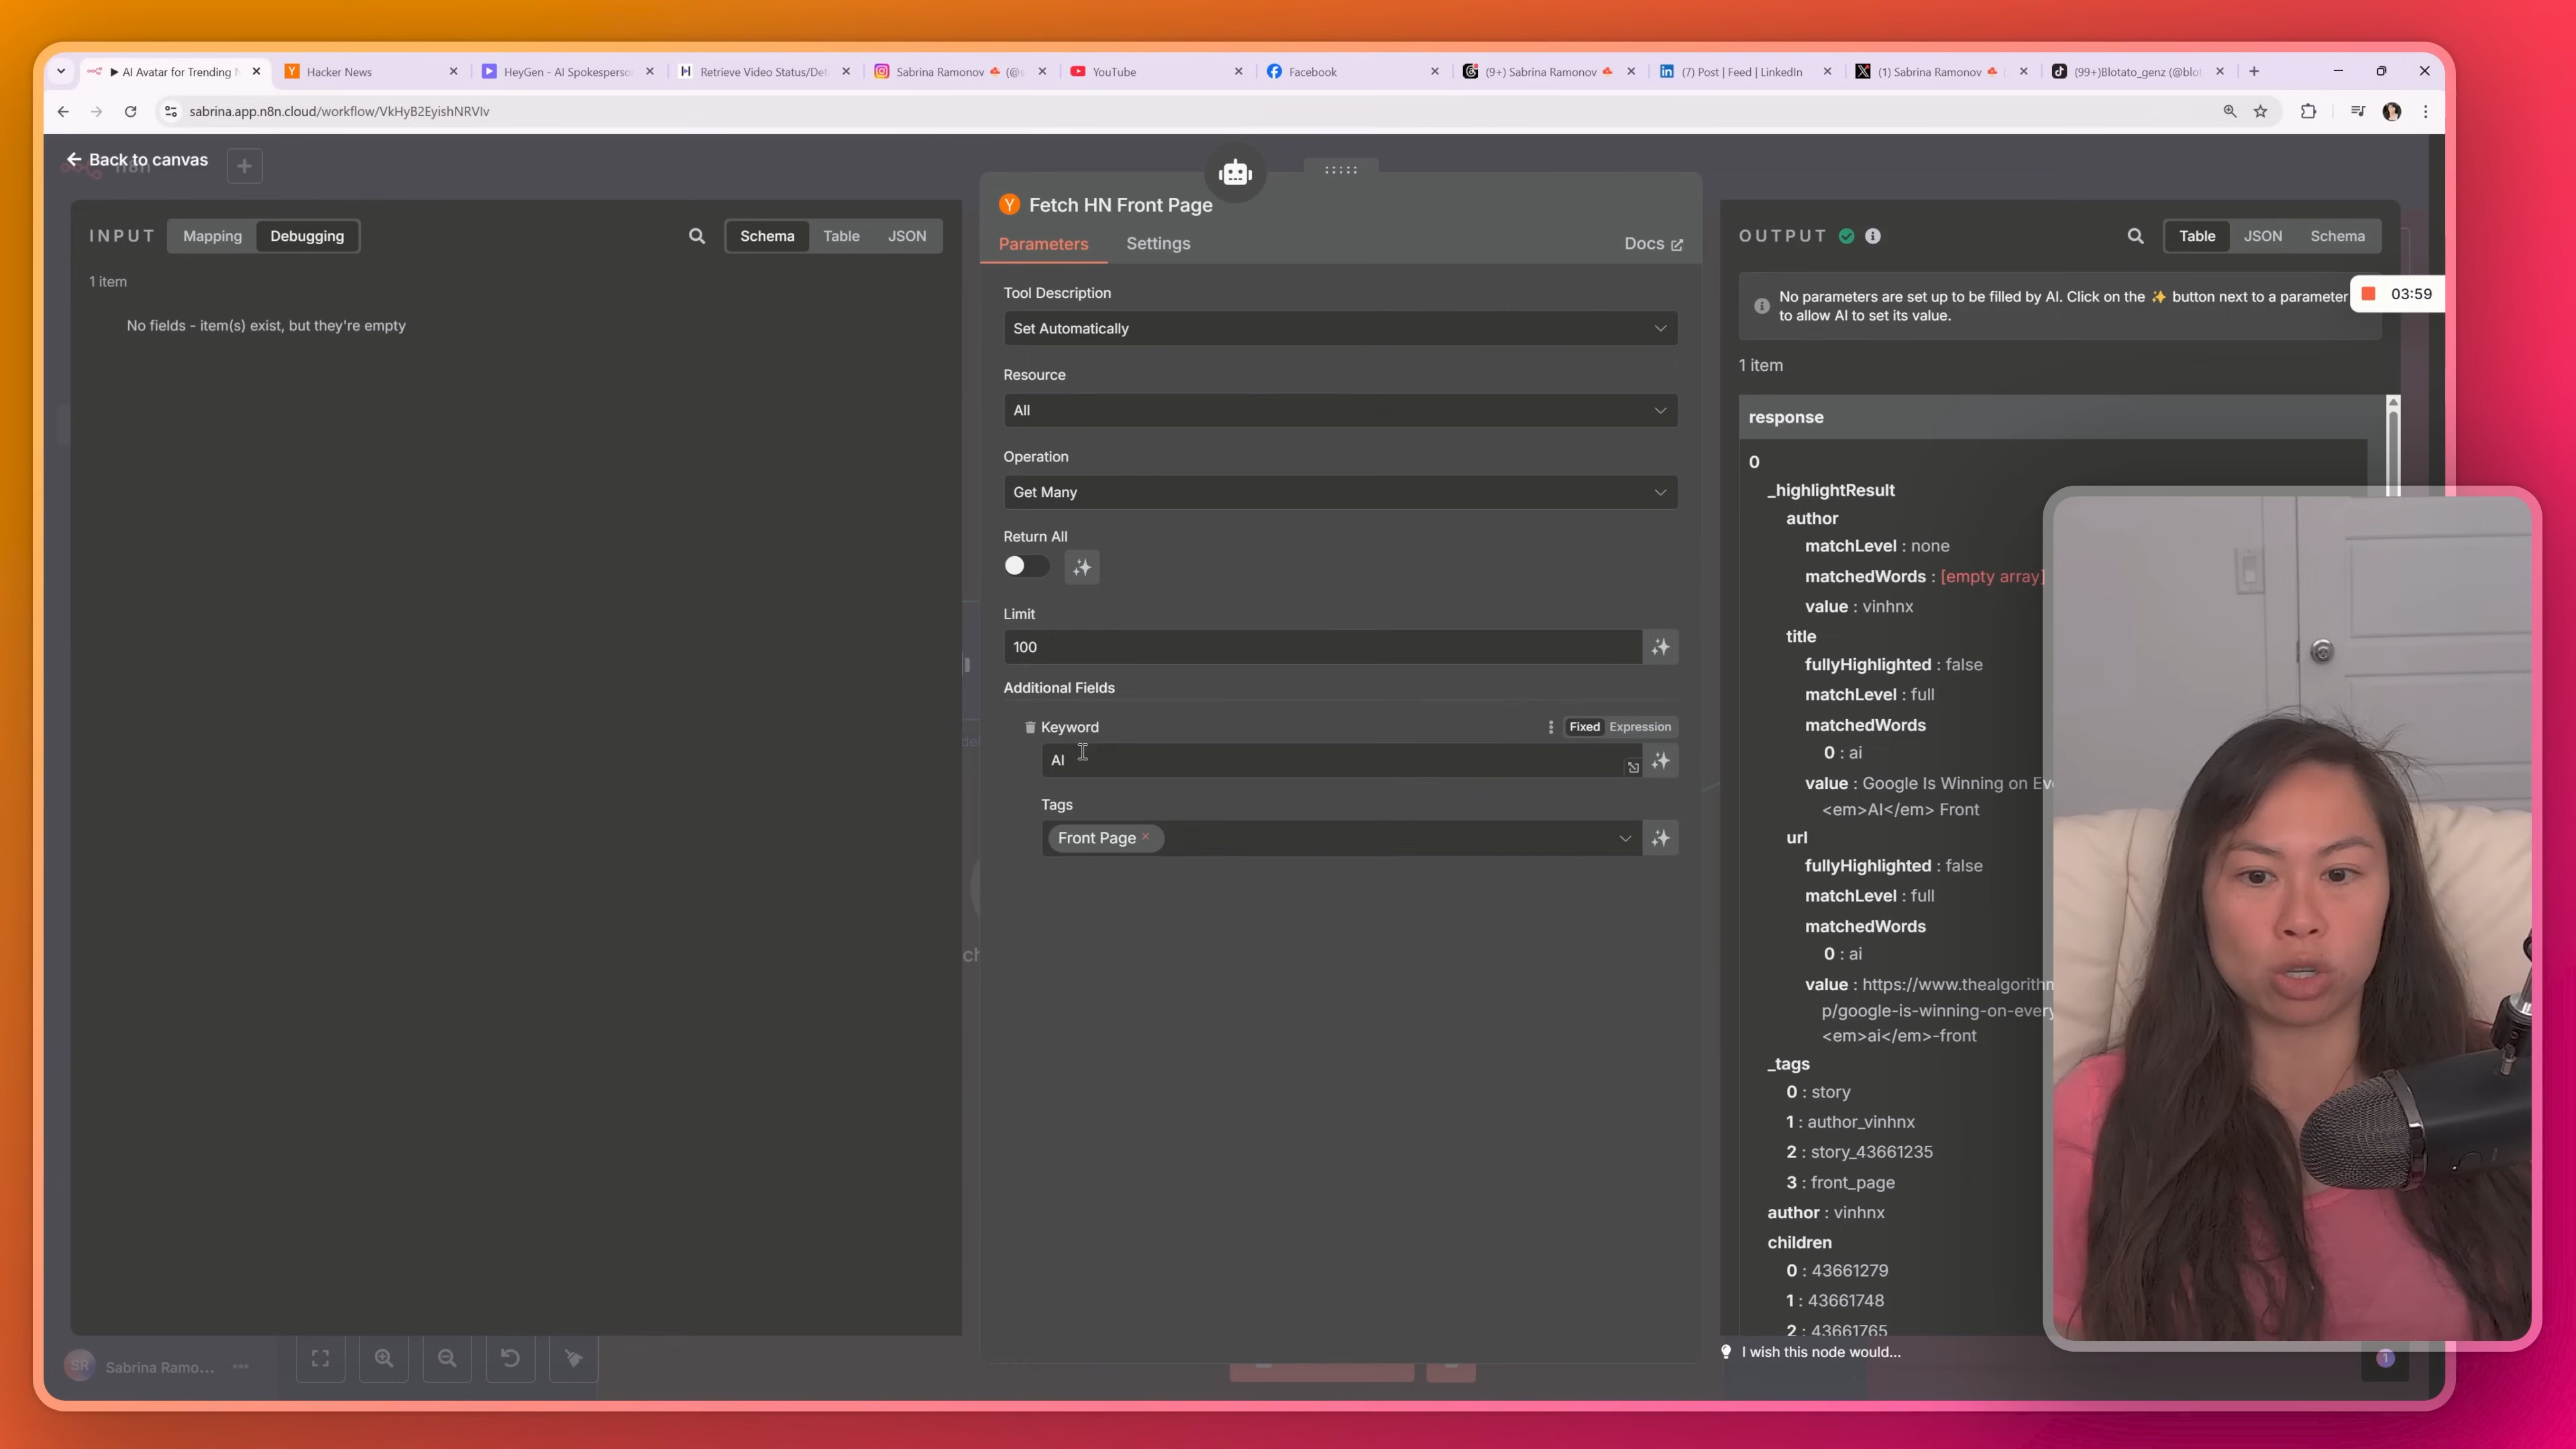 AI Avatar for Trending N
Hacker News
HeyGen - AI Spokesperson
Retrieve Video Status/Det
Sabrina Ramonov (@s
YouTube
Facebook
(9+) Sabrina Ramonov
(7) Post | Feed | LinkedIn
(1) Sabrina Ramonov
(99+)Blotato_genz (@blot
sabrina.app.n8n.cloud/workflow/VkHyB2EyishNRVIv
Back to canvas
n8n
Fetch HN Front Page
INPUT
Mapping
Debugging
Schema
Table
JSON
Parameters
Settings
Docs
OUTPUT
Table
JSON
Schema
1 item
No fields - item(s) exist, but they're empty
Tool Description
Set Automatically
Resource
All
Operation
Get Many
Return All
Limit
100
Additional Fields
Keyword
Fixed
Expression
AI
Tags
Front Page
No parameters are set up to be filled by AI. Click on the ✨ button next to a parameter
to allow AI to set its value.
03:59
1 item
response
0
_highlightResult
author
matchLevel : none
matchedWords : [empty array]
value : vinhnx
title
fullyHighlighted : false
matchLevel : full
matchedWords
0 : ai
value : Google Is Winning on Eve
<em>AI</em> Front
url
fullyHighlighted : false
matchLevel : full
matchedWords
0 : ai
value : https://www.thealgorithm
p/google-is-winning-on-every
<em>ai</em>-front
_tags
0 : story
1 : author_vinhnx
2 : story_43661235
3 : front_page
author : vinhnx
children
0 : 43661279
1 : 43661748
2 : 43661765
SR
Sabrina Ramo...
I wish this node would...
1